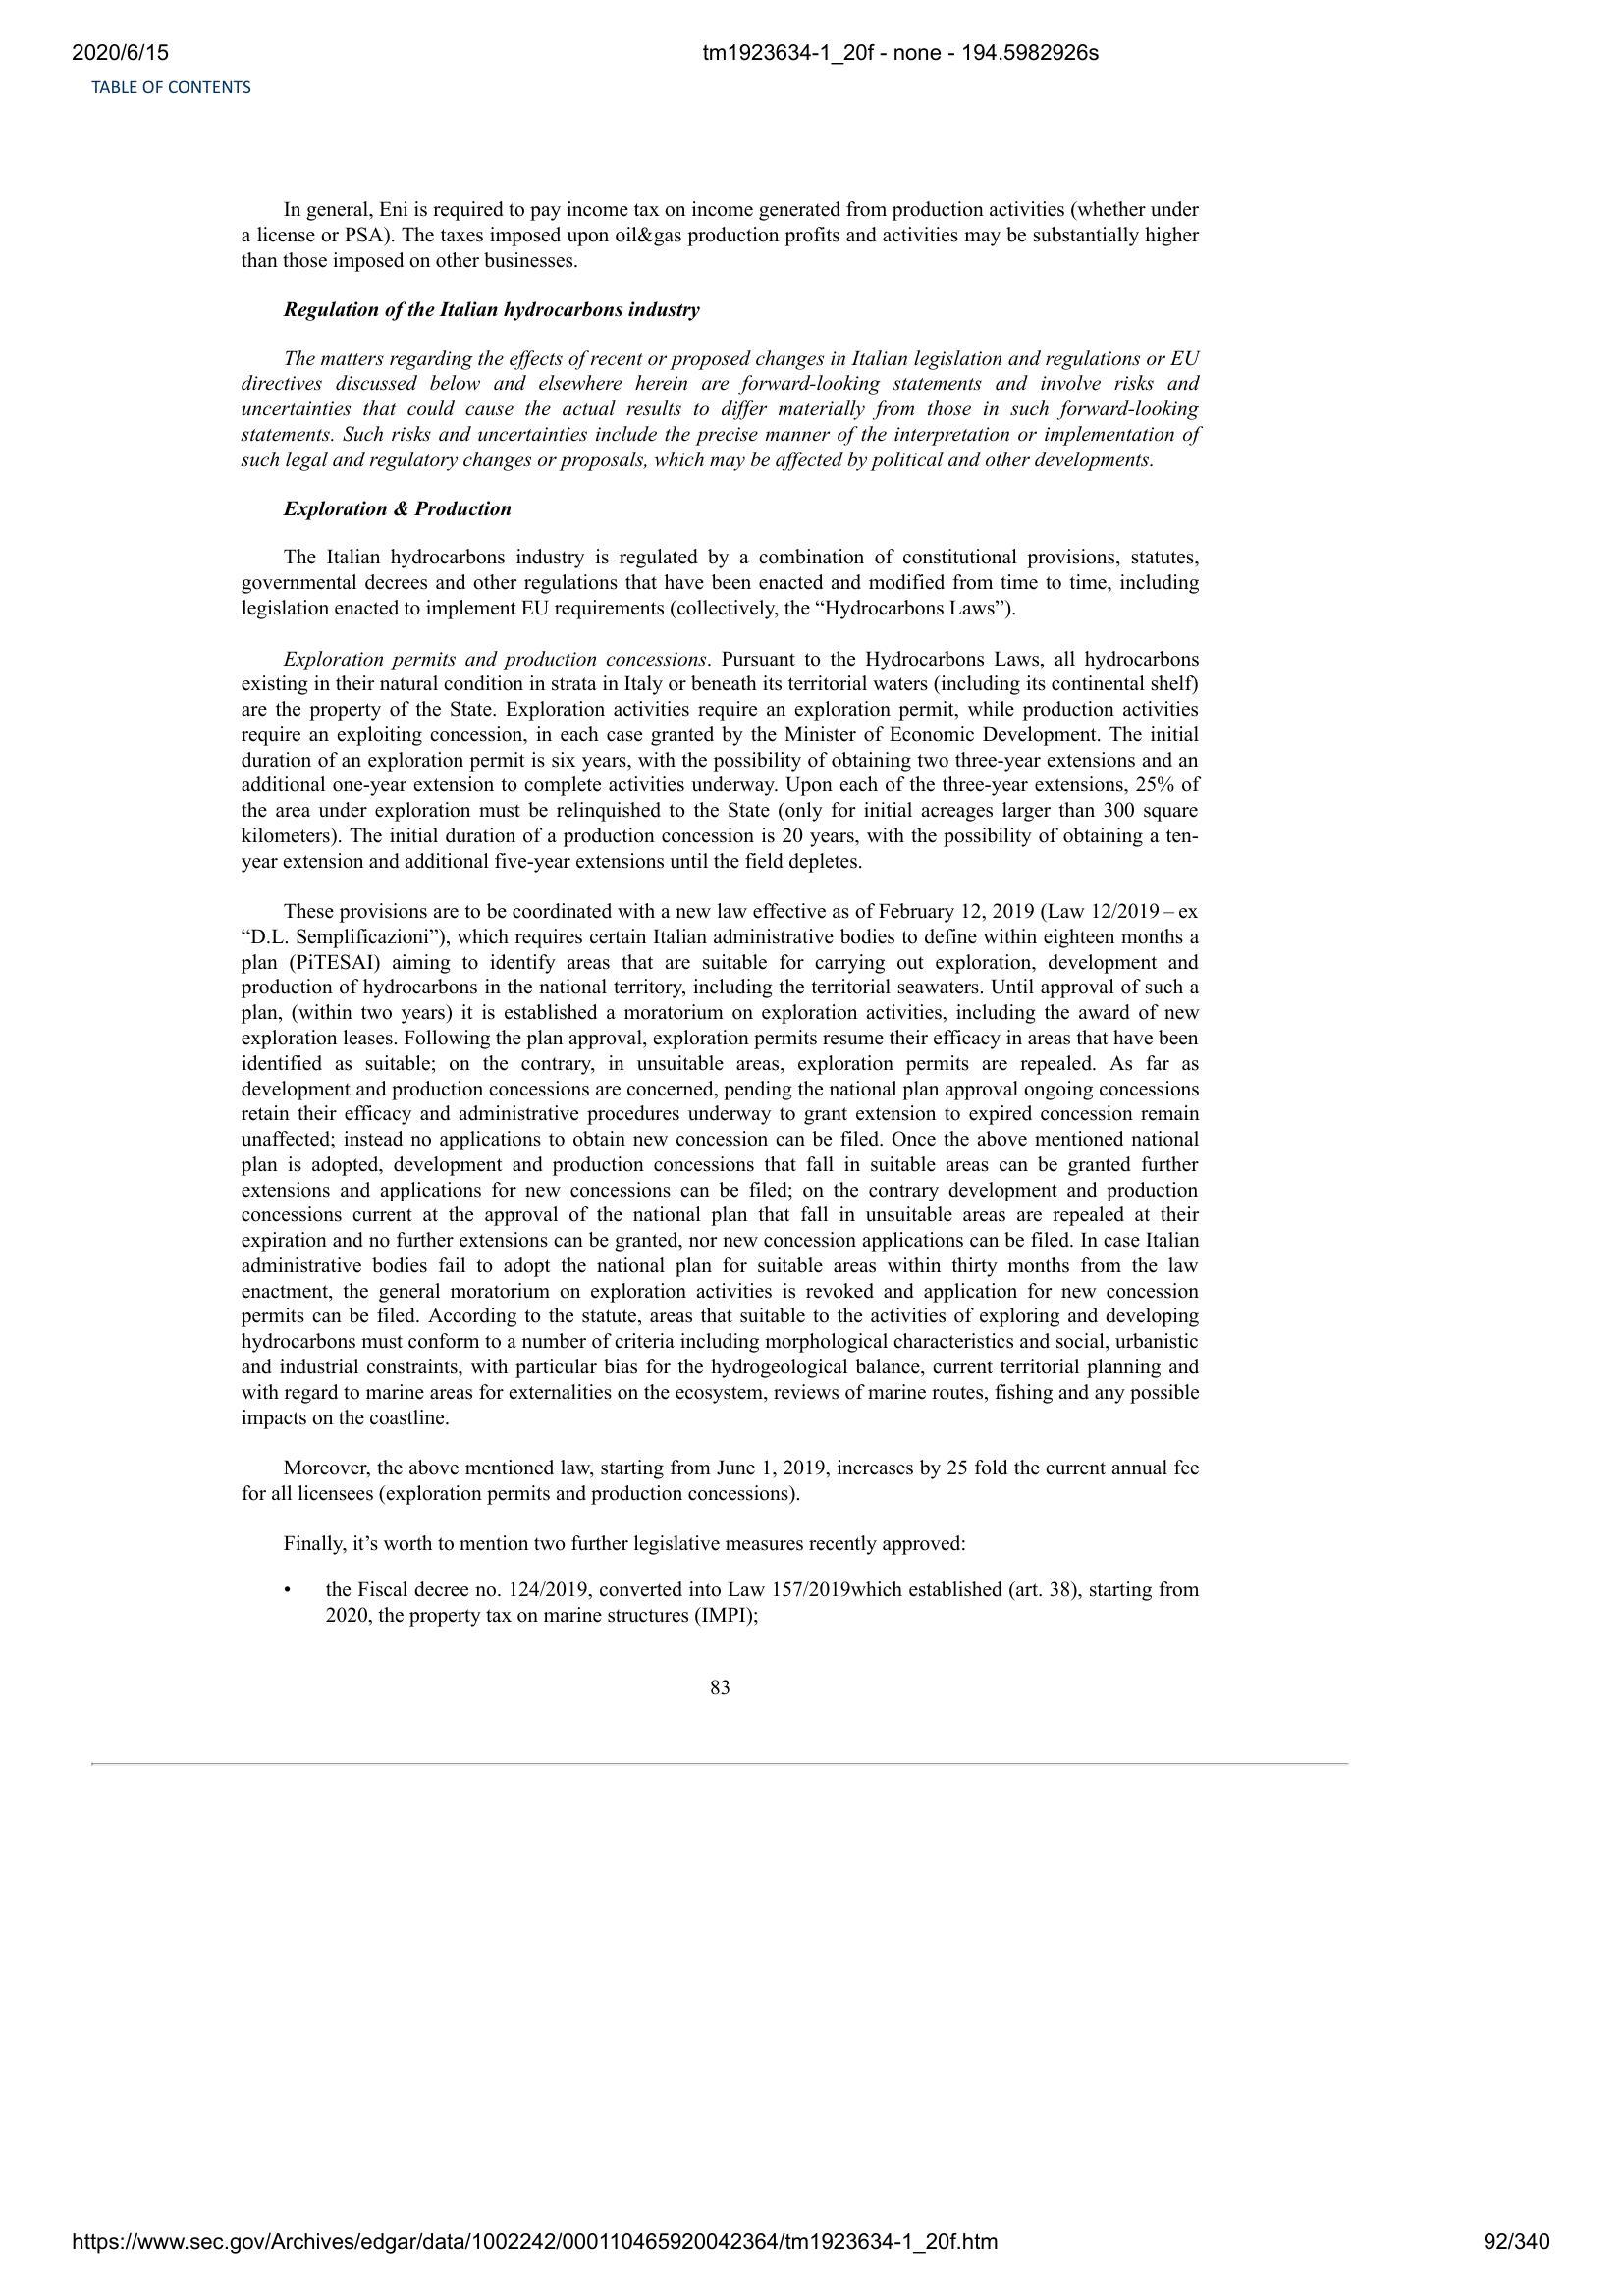 2020/6/15
tm1923634-1_20f - none - 194.5982926s
TABLE OF CONTENTS
In general, Eni is required to pay income tax on income generated from production activities (whether under
a license or PSA). The taxes imposed upon oil&gas production profits and activities may be substantially higher
than those imposed on other businesses.
Regulation of the Italian hydrocarbons industry
The matters regarding the effects of recent or proposed changes in Italian legislation and regulations or EU
directives discussed below and elsewhere herein are forward-looking statements and involve risks and
uncertainties that could cause the actual results to differ materially from those in such forward-looking
statements. Such risks and uncertainties include the precise manner of the interpretation or implementation of
such legal and regulatory changes or proposals, which may be affected by political and other developments.
Exploration & Production
The Italian hydrocarbons industry is regulated by a combination of constitutional provisions, statutes,
governmental decrees and other regulations that have been enacted and modified from time to time, including
legislation enacted to implement EU requirements (collectively, the “Hydrocarbons Laws”).
Exploration permits and production concessions. Pursuant to the Hydrocarbons Laws, all hydrocarbons
existing in their natural condition in strata in Italy or beneath its territorial waters (including its continental shelf)
are the property of the State. Exploration activities require an exploration permit, while production activities
require an exploiting concession, in each case granted by the Minister of Economic Development. The initial
duration of an exploration permit is six years, with the possibility of obtaining two three-year extensions and an
additional one-year extension to complete activities underway. Upon each of the three-year extensions, 25% of
the area under exploration must be relinquished to the State (only for initial acreages larger than 300 square
kilometers). The initial duration of a production concession is 20 years, with the possibility of obtaining a ten-
year extension and additional five-year extensions until the field depletes.
These provisions are to be coordinated with a new law effective as of February 12, 2019 (Law 12/2019 – ex
“D.L. Semplificazioni”), which requires certain Italian administrative bodies to define within eighteen months a
plan (PiTESAI) aiming to identify areas that are suitable for carrying out exploration, development and
production of hydrocarbons in the national territory, including the territorial seawaters. Until approval of such a
plan, (within two years) it is established a moratorium on exploration activities, including the award of new
exploration leases. Following the plan approval, exploration permits resume their efficacy in areas that have been
identified as suitable; on the contrary, in unsuitable areas, exploration permits are repealed. As far as
development and production concessions are concerned, pending the national plan approval ongoing concessions
retain their efficacy and administrative procedures underway to grant extension to expired concession remain
unaffected; instead no applications to obtain new concession can be filed. Once the above mentioned national
plan is adopted, development and production concessions that fall in suitable areas can be granted further
extensions and applications for new concessions can be filed; on the contrary development and production
concessions current at the approval of the national plan that fall in unsuitable areas are repealed at their
expiration and no further extensions can be granted, nor new concession applications can be filed. In case Italian
administrative bodies fail to adopt the national plan for suitable areas within thirty months from the law
enactment, the general moratorium on exploration activities is revoked and application for new concession
permits can be filed. According to the statute, areas that suitable to the activities of exploring and developing
hydrocarbons must conform to a number of criteria including morphological characteristics and social, urbanistic
and industrial constraints, with particular bias for the hydrogeological balance, current territorial planning and
with regard to marine areas for externalities on the ecosystem, reviews of marine routes, fishing and any possible
impacts on the coastline.
Moreover, the above mentioned law, starting from June 1, 2019, increases by 25 fold the current annual fee
for all licensees (exploration permits and production concessions).
Finally, it’s worth to mention two further legislative measures recently approved:
• the Fiscal decree no. 124/2019, converted into Law 157/2019which established (art. 38), starting from
2020, the property tax on marine structures (IMPI);
83
https://www.sec.gov/Archives/edgar/data/1002242/000110465920042364/tm1923634-1_20f.htm
92/340